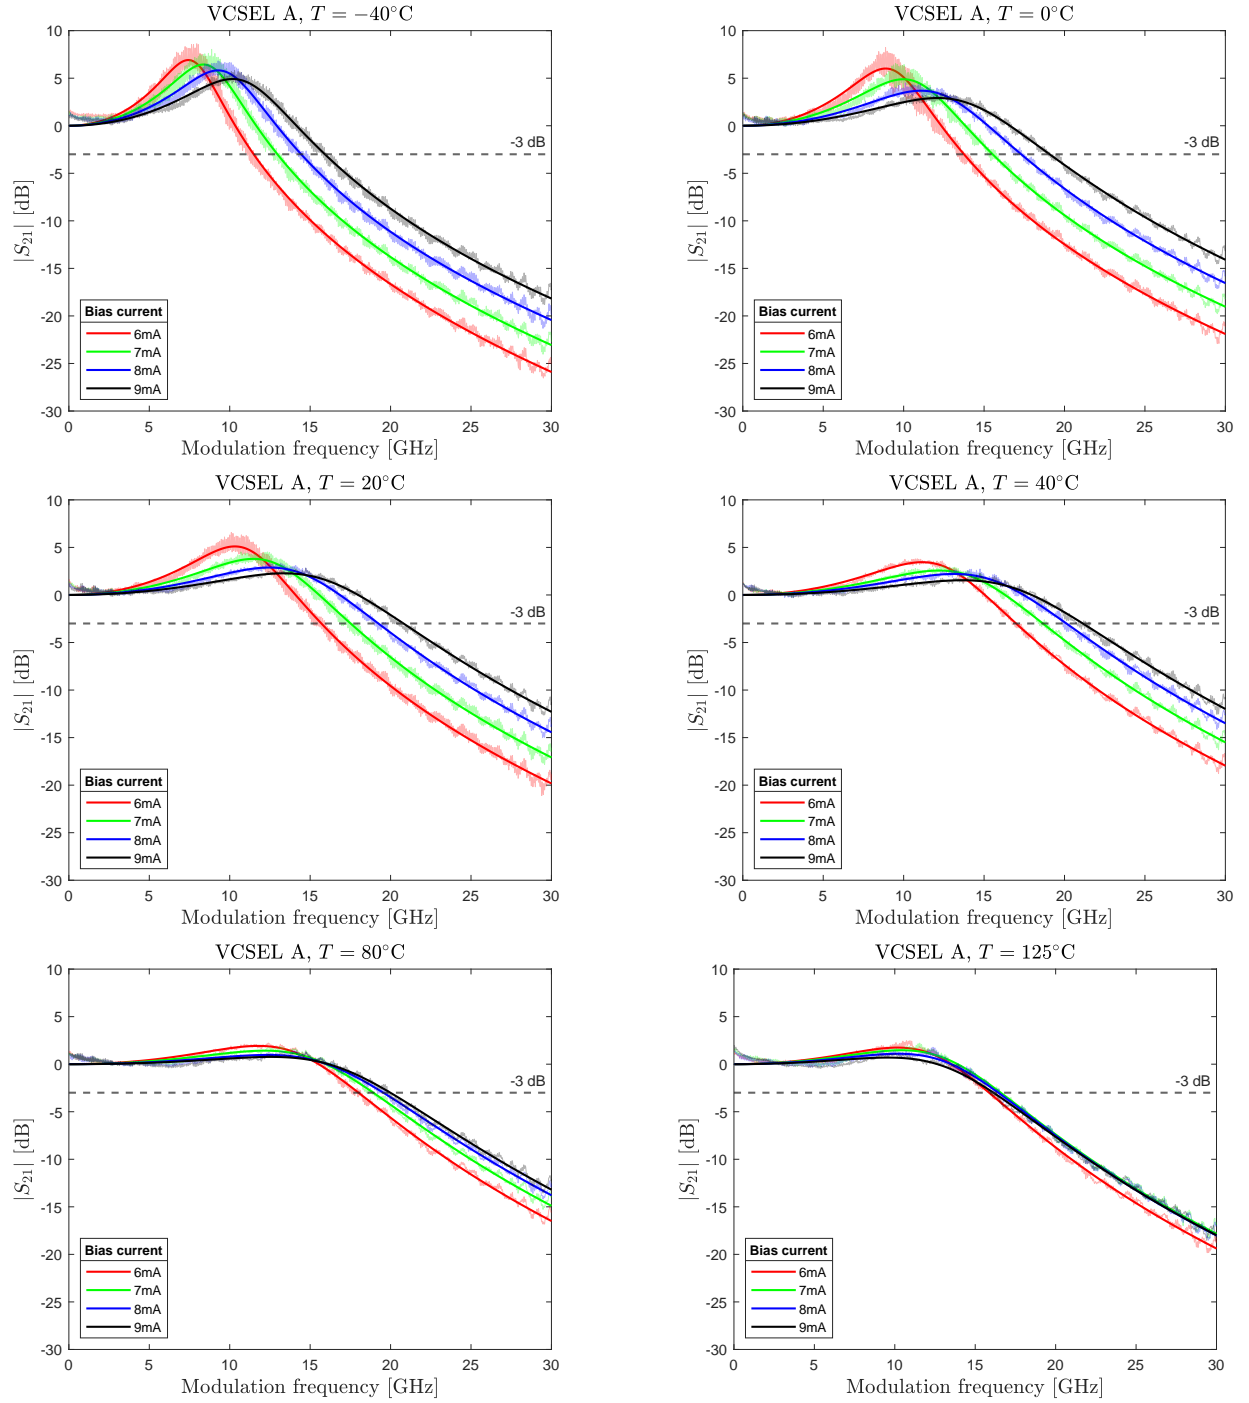 VCSEL A, T = −40°C
10
5
0
-5
-10
-15
-20
-25
-30
|S21| [dB]
-3 dB
Bias current
6mA
7mA
8mA
9mA
0 5 10 15 20 25 30
Modulation frequency [GHz]
VCSEL A, T = 0°C
10
5
0
-5
-10
-15
-20
-25
-30
|S21| [dB]
-3 dB
Bias current
6mA
7mA
8mA
9mA
0 5 10 15 20 25 30
Modulation frequency [GHz]
VCSEL A, T = 20°C
10
5
0
-5
-10
-15
-20
-25
-30
|S21| [dB]
-3 dB
Bias current
6mA
7mA
8mA
9mA
0 5 10 15 20 25 30
Modulation frequency [GHz]
VCSEL A, T = 40°C
10
5
0
-5
-10
-15
-20
-25
-30
|S21| [dB]
-3 dB
Bias current
6mA
7mA
8mA
9mA
0 5 10 15 20 25 30
Modulation frequency [GHz]
VCSEL A, T = 80°C
10
5
0
-5
-10
-15
-20
-25
-30
|S21| [dB]
-3 dB
Bias current
6mA
7mA
8mA
9mA
0 5 10 15 20 25 30
Modulation frequency [GHz]
VCSEL A, T = 125°C
10
5
0
-5
-10
-15
-20
-25
-30
|S21| [dB]
-3 dB
Bias current
6mA
7mA
8mA
9mA
0 5 10 15 20 25 30
Modulation frequency [GHz]